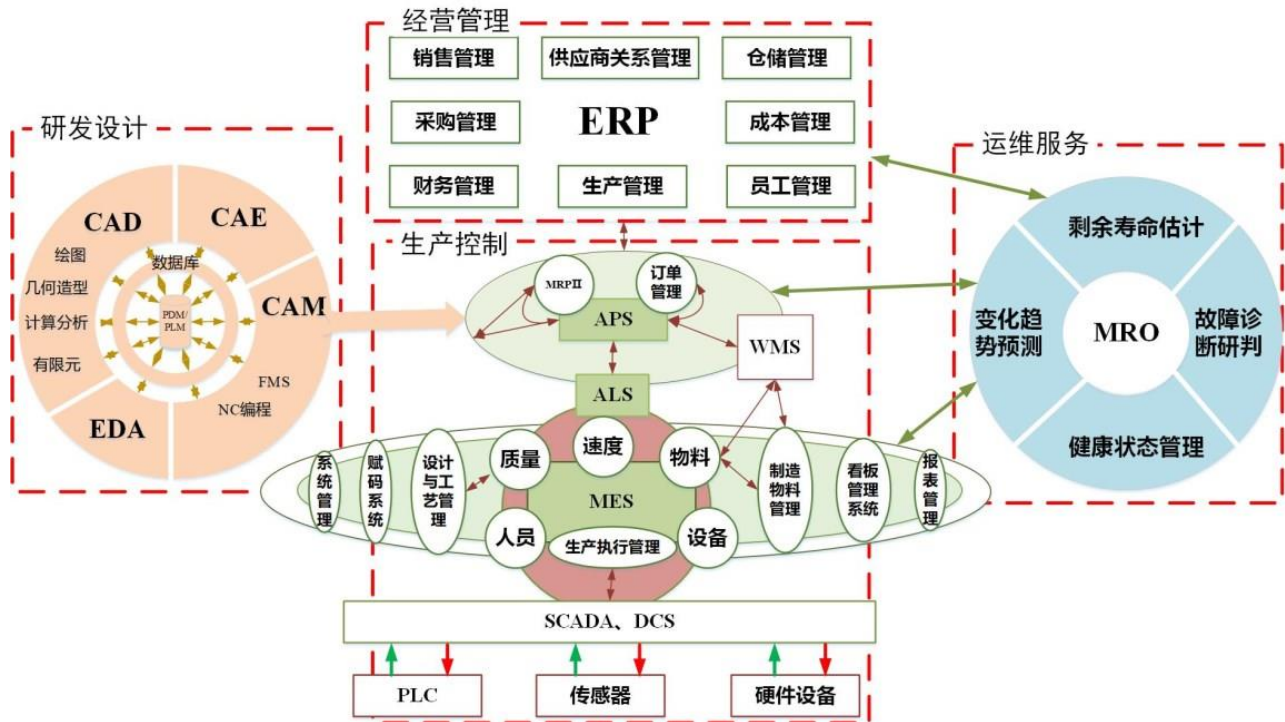 经营管理
销售管理
供应商关系管理
仓储管理
采购管理
ERP
成本管理
财务管理
生产管理
员工管理
研发设计
CAD
CAE
绘图
数据库
几何造型
CAM
计算分析
PDM/
PLM
有限元
FMS
NC编程
EDA
生产控制
MRPⅡ
订单
管理
APS
WMS
ALS
系统
管理
赋码
系统
设计
与工
艺管
理
质量
速度
物料
MES
人员
生产执行管理
设备
制造
物料
管理
看板
管理
系统
报
表
管
理
SCADA、DCS
PLC
传感器
硬件设备
运维服务
剩余寿命估计
变化趋
势预测
MRO
故障诊
断研判
健康状态管理